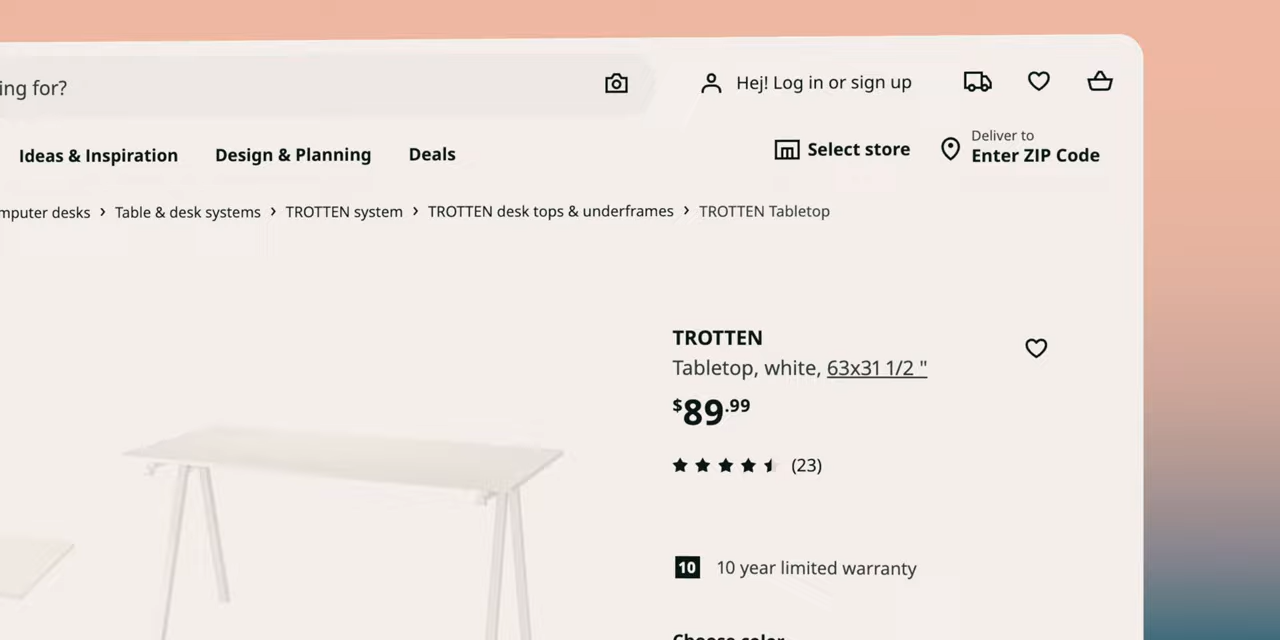 ing for?
Hej! Log in or sign up
Ideas & Inspiration
Design & Planning
Deals
Select store
Deliver to
Enter ZIP Code
mputer desks › Table & desk systems › TROTTEN system › TROTTEN desk tops & underframes › TROTTEN Tabletop
TROTTEN
Tabletop, white, 63x31 1/2 "
$89.99
(23)
10 10 year limited warranty
Choose color